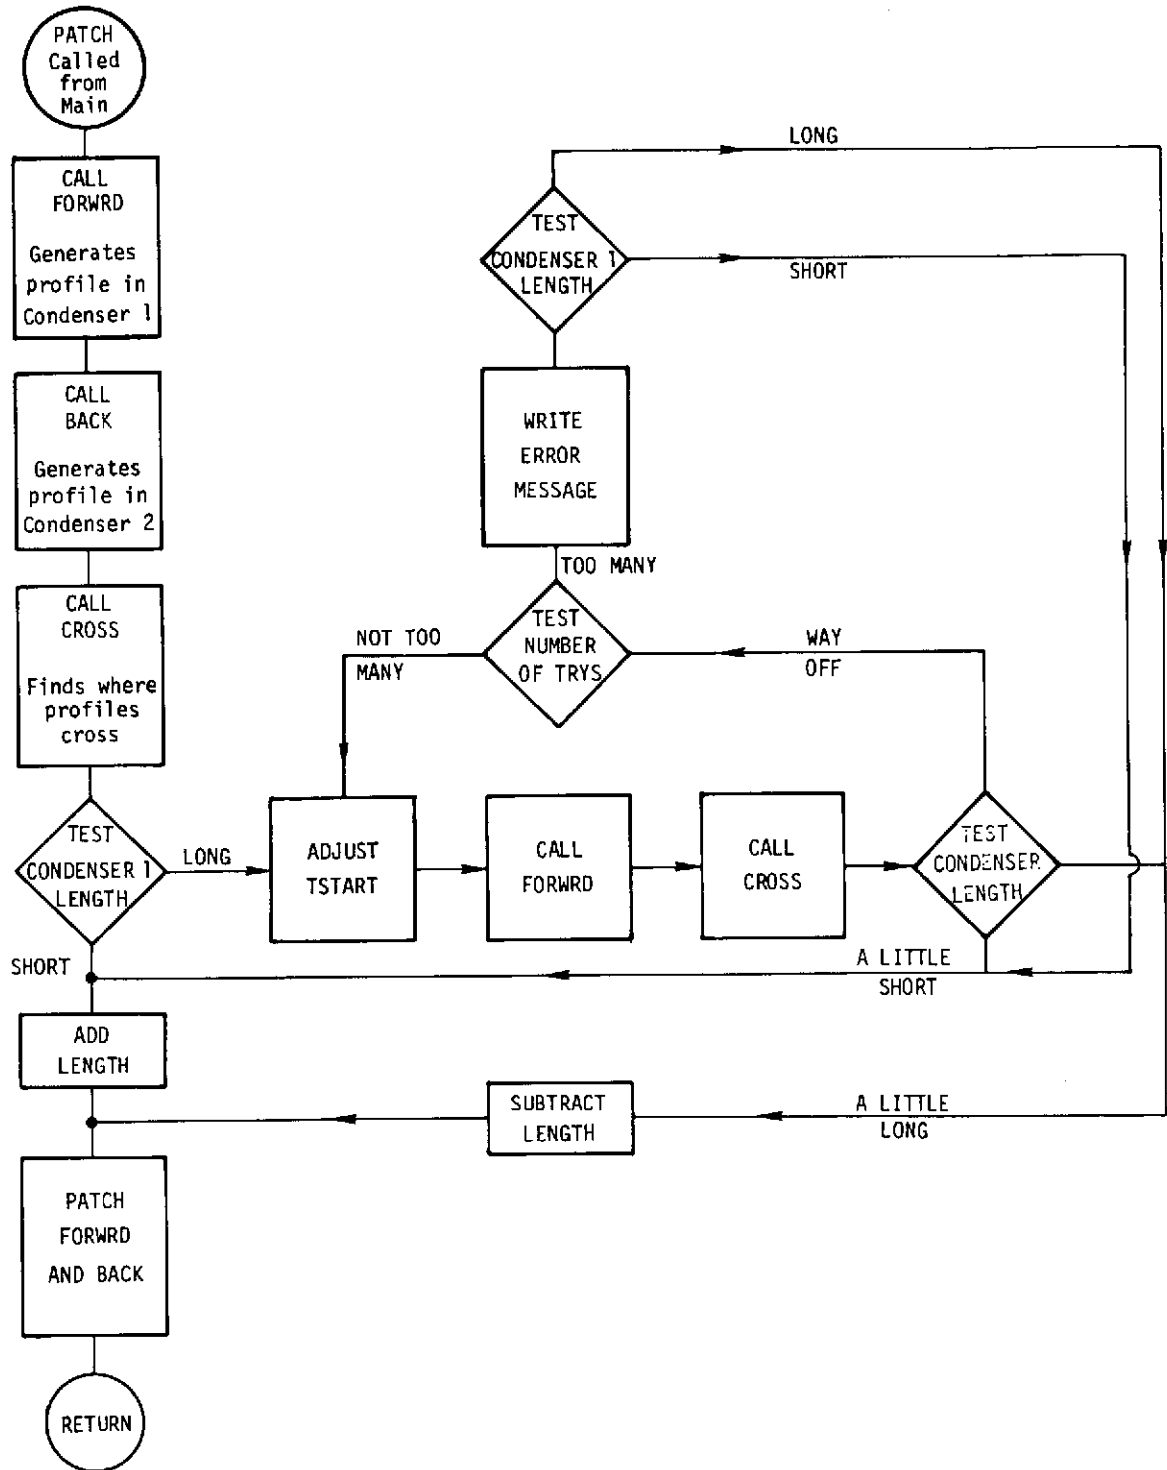 PATCH
Called
from
Main
CALL
FORWRD
Generates
profile in
Condenser 1
CALL
BACK
Generates
profile in
Condenser 2
CALL
CROSS
Finds where
profiles
cross
TEST
CONDENSER 1
LENGTH
LONG
SHORT
ADD
LENGTH
PATCH
FORWRD
AND BACK
RETURN
LONG
TEST
CONDENSER 1
LENGTH
SHORT
WRITE
ERROR
MESSAGE
TOO MANY
TEST
NUMBER
OF TRYS
NOT TOO
MANY
WAY
OFF
ADJUST
TSTART
CALL
FORWRD
CALL
CROSS
TEST
CONDENSER
LENGTH
A LITTLE
SHORT
SUBTRACT
LENGTH
A LITTLE
LONG